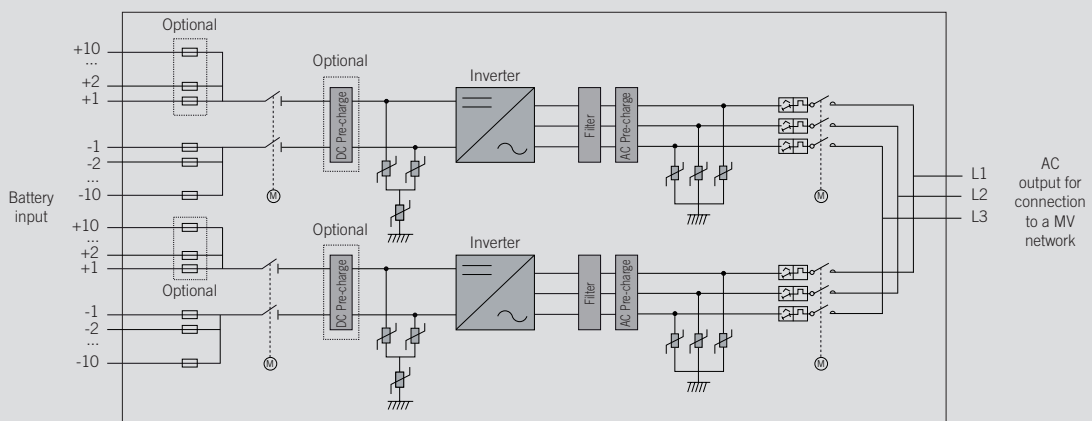 Optional
+10
...
+2
+1
-1
-2
...
-10
Optional
DC Pre-charge
Inverter
Filter
AC Pre-charge
M
M
Battery
input
+10
...
+2
+1
Optional
-1
-2
...
-10
Optional
DC Pre-charge
Inverter
Filter
AC Pre-charge
M
M
L1
L2
L3
AC
output for
connection
to a MV
network